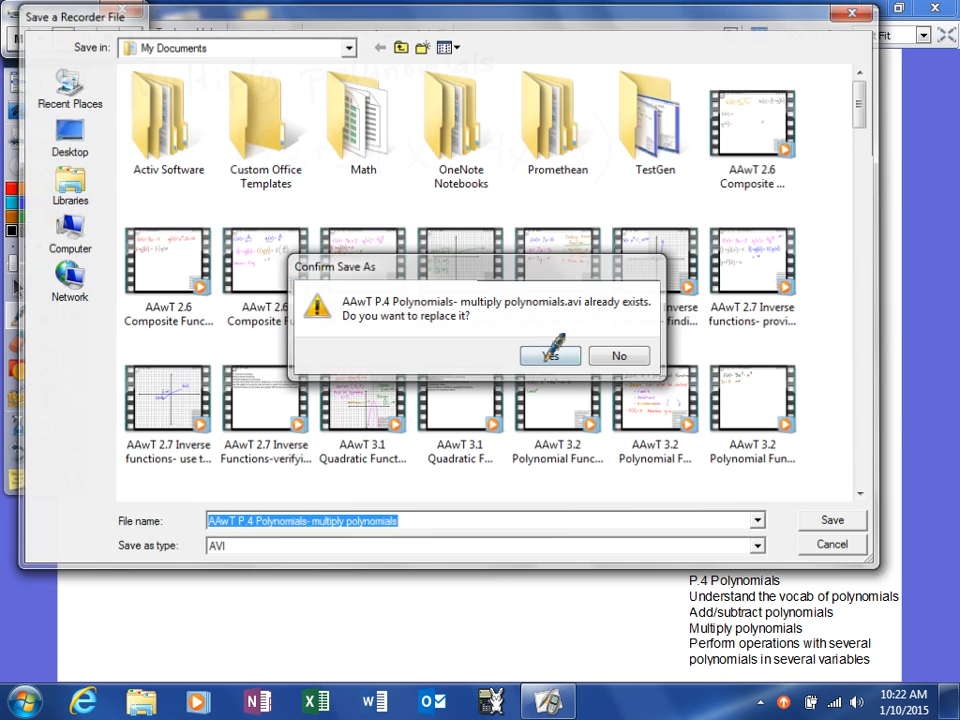 Save a Recorder File
Fit
Save in:
My Documents
Recent Places
Desktop
Libraries
Computer
Network
Activ Software
Custom Office
Templates
Math
OneNote
Notebooks
Promethean
TestGen
AAwT 2.6
Composite ...
AAwT 2.6
Composite Func...
AAwT 2.6
Composite Fu
AAwT 2.7 Inverse
functions- provi...
Confirm Save As
AAwT P.4 Polynomials- multiply polynomials.avi already exists.
Do you want to replace it?
Yes
No
AAwT 2.7 Inverse
functions- use t...
AAwT 2.7 Inverse
Functions-verifyi...
AAwT 3.1
Quadratic Funct...
AAwT 3.1
Quadratic F...
AAwT 3.2
Polynomial Func...
AAwT 3.2
Polynomial F...
AAwT 3.2
Polynomial Fun...
File name:
AAwT P.4 Polynomials- multiply polynomials
Save
Save as type:
AVI
Cancel
P.4 Polynomials
Understand the vocab of polynomials
Add/subtract polynomials
Multiply polynomials
Perform operations with several
polynomials in several variables
10:22 AM
1/10/2015